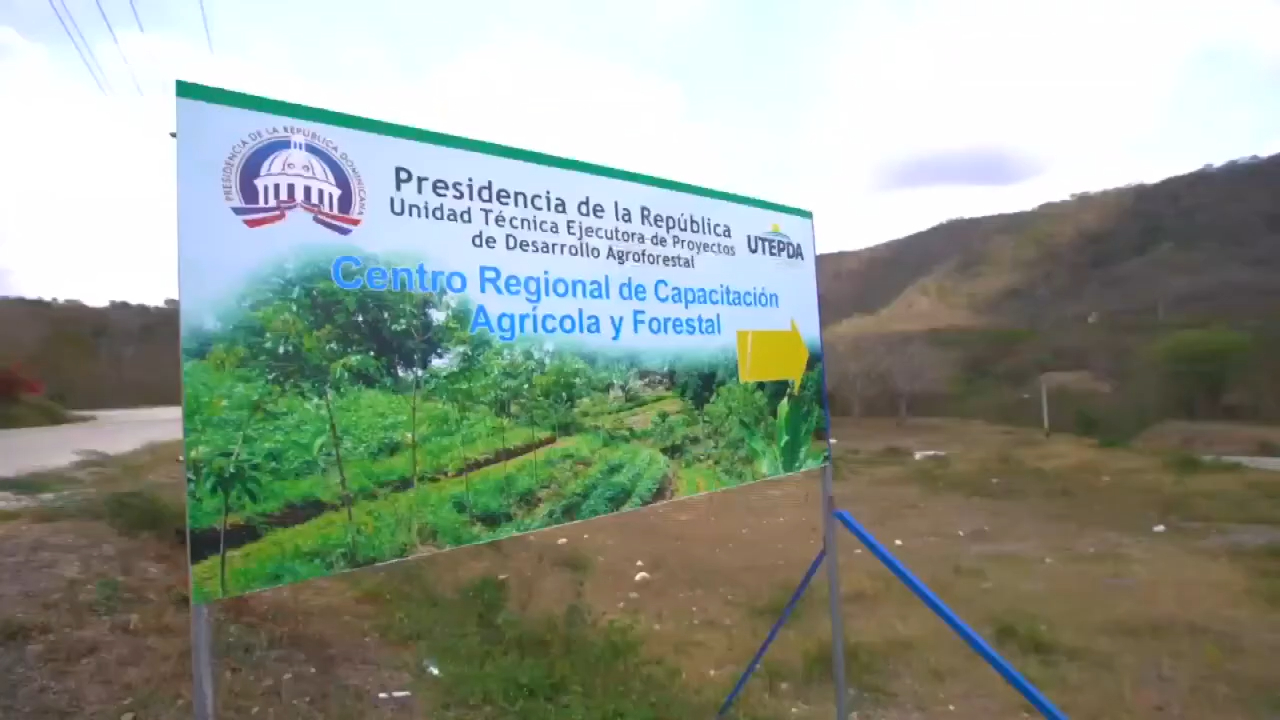 PRESIDENCIA DE LA REPÚBLICA DOMINICANA
Presidencia de la República
Unidad Técnica Ejecutora de Proyectos
de Desarrollo Agroforestal
UTEPDA
Centro Regional de Capacitación
Agrícola y Forestal